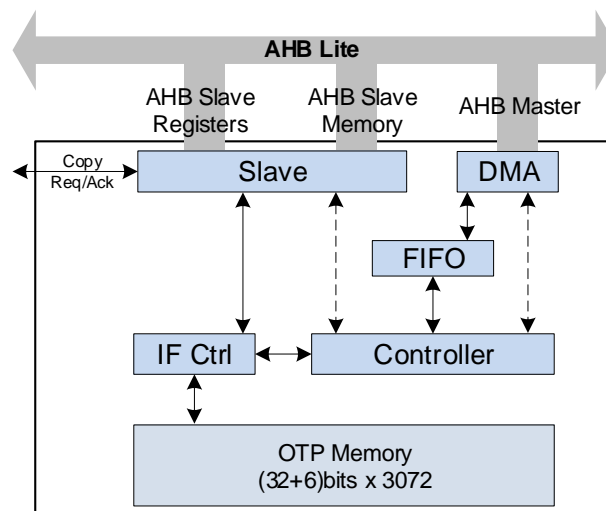 AHB Lite
AHB Slave
Registers
AHB Slave
Memory
AHB Master
Copy
Req/Ack
Slave
DMA
FIFO
IF Ctrl
Controller
OTP Memory
(32+6)bits x 3072